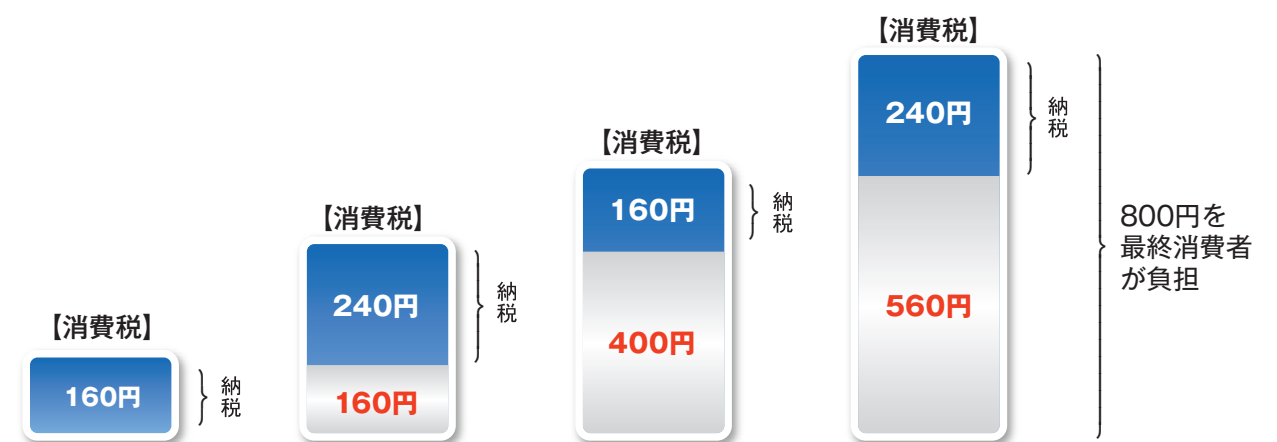 【消費税】
160円
納税
【消費税】
240円
160円
納税
【消費税】
160円
400円
納税
【消費税】
240円
560円
納税
800円を
最終消費者
が負担